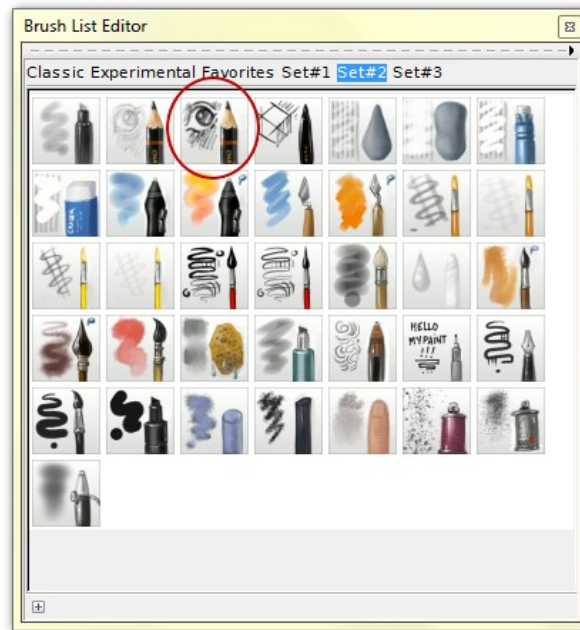 Brush List Editor
Classic Experimental Favorites Set#1 Set#2 Set#3
HELLO
MYPAINT
!!!